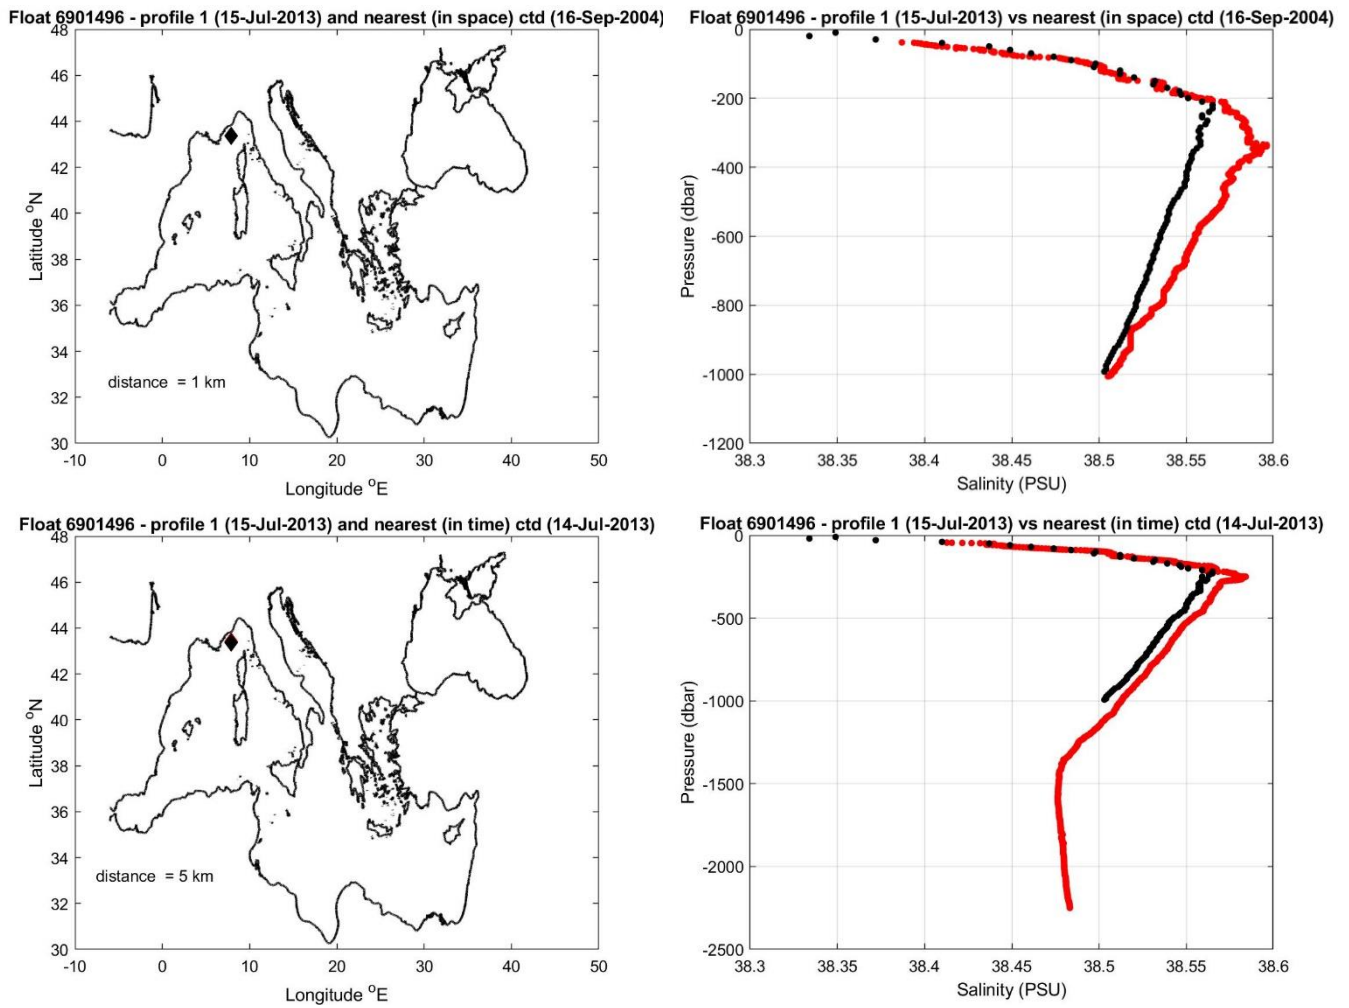 Float 6901496 - profile 1 (15-Jul-2013) and nearest (in space) ctd (16-Sep-2004)
48
46
44
42
40
38
36
34
32
30
Latitude °N
distance = 1 km
-10 0 10 20 30 40 50
Longitude °E
Float 6901496 - profile 1 (15-Jul-2013) vs nearest (in space) ctd (16-Sep-2004)
0
-200
-400
-600
-800
-1000
-1200
Pressure (dbar)
38.3 38.35 38.4 38.45 38.5 38.55 38.6
Salinity (PSU)
Float 6901496 - profile 1 (15-Jul-2013) and nearest (in time) ctd (14-Jul-2013)
48
46
44
42
40
38
36
34
32
30
Latitude °N
distance = 5 km
-10 0 10 20 30 40 50
Longitude °E
Float 6901496 - profile 1 (15-Jul-2013) vs nearest (in time) ctd (14-Jul-2013)
0
-500
-1000
-1500
-2000
-2500
Pressure (dbar)
38.3 38.35 38.4 38.45 38.5 38.55 38.6
Salinity (PSU)